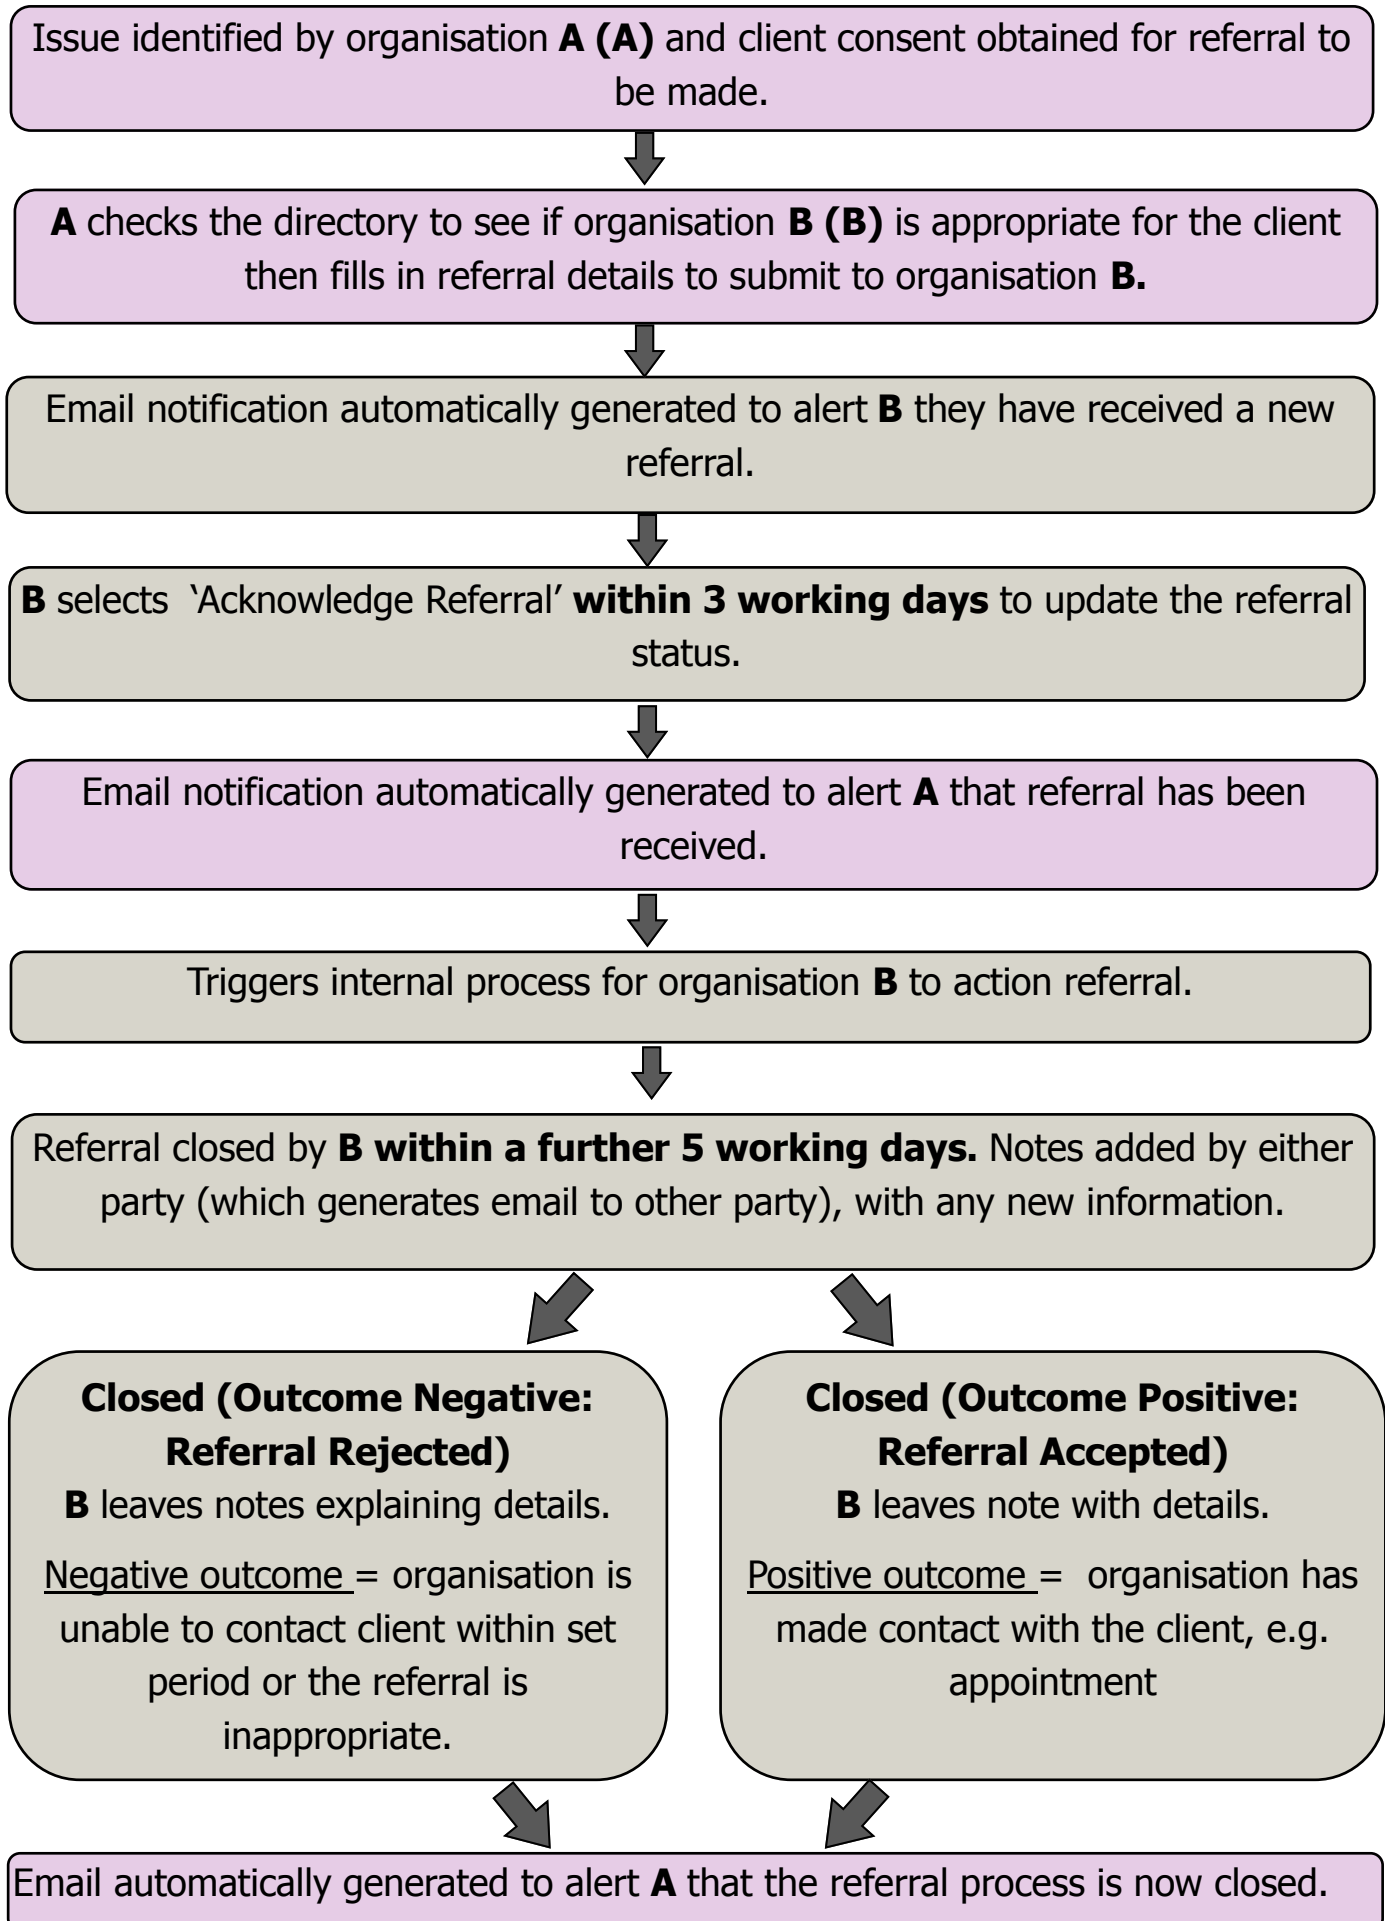 Issue identified by organisation A (A) and client consent obtained for referral to
be made.
A checks the directory to see if organisation B (B) is appropriate for the client
then fills in referral details to submit to organisation B.
Email notification automatically generated to alert B they have received a new
referral.
B selects ‘Acknowledge Referral’ within 3 working days to update the referral
status.
Email notification automatically generated to alert A that referral has been
received.
Triggers internal process for organisation B to action referral.
Referral closed by B within a further 5 working days. Notes added by either
party (which generates email to other party), with any new information.
Closed (Outcome Negative:
Referral Rejected)
B leaves notes explaining details.
Negative outcome = organisation is
unable to contact client within set
period or the referral is
inappropriate.
Closed (Outcome Positive:
Referral Accepted)
B leaves note with details.
Positive outcome = organisation has
made contact with the client, e.g.
appointment
Email automatically generated to alert A that the referral process is now closed.